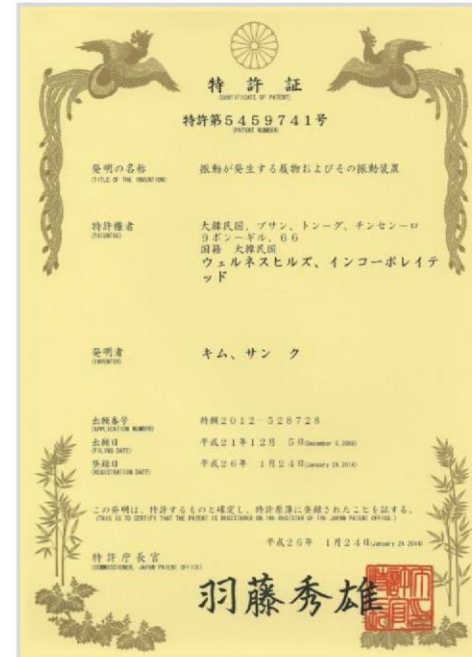 特許証
(CERTIFICATE OF PATENT)
特許第5459741号
(PATENT NUMBER)
発明の名称
(TITLE OF THE INVENTION)
振動が発生する履物およびその振動装置
特許権者
(PATENTEE)
大韓民国、プサン、トン-グ、チンセン-ロ
9ボン-ギル、66
国籍 大韓民国
ウェルネスヒルズ、インコーポレイテ
ッド
発明者
(INVENTOR)
キム、サン ク
出願番号
(APPLICATION NUMBER)
特願2012-528728
出願日
(FILING DATE)
平成21年12月 5日(December 5,2009)
登録日
(REGISTRATION DATE)
平成26年 1月24日(January 24,2014)
この発明は、特許するものと確定し、特許原簿に登録されたことを証する。
(THIS IS TO CERTIFY THAT THE PATENT IS REGISTERED ON THE REGISTER OF THE JAPAN PATENT OFFICE.)
平成26年 1月24日(January 24,2014)
特許庁長官
(COMMISSIONER, JAPAN PATENT OFFICE)
羽藤秀雄